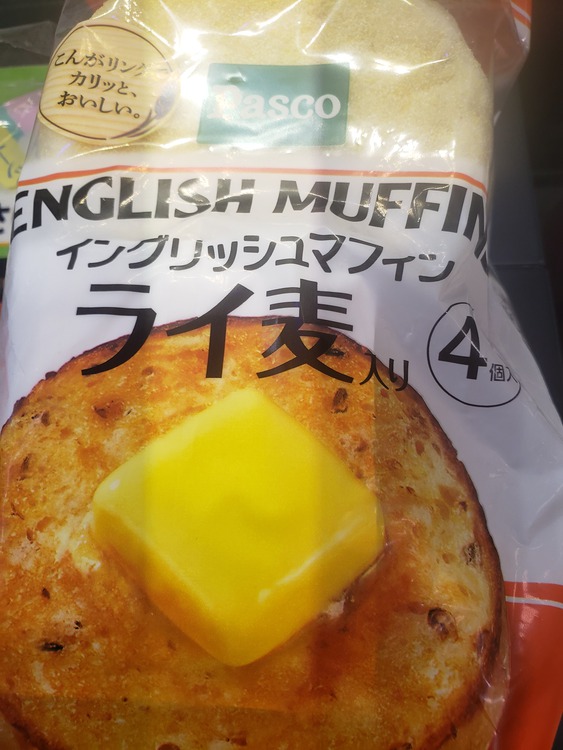 こんがリング
カリッと、
おいしい。
Pasco
ENGLISH MUFFIN
イングリッシュマフィン
ライ麦入り
4個入